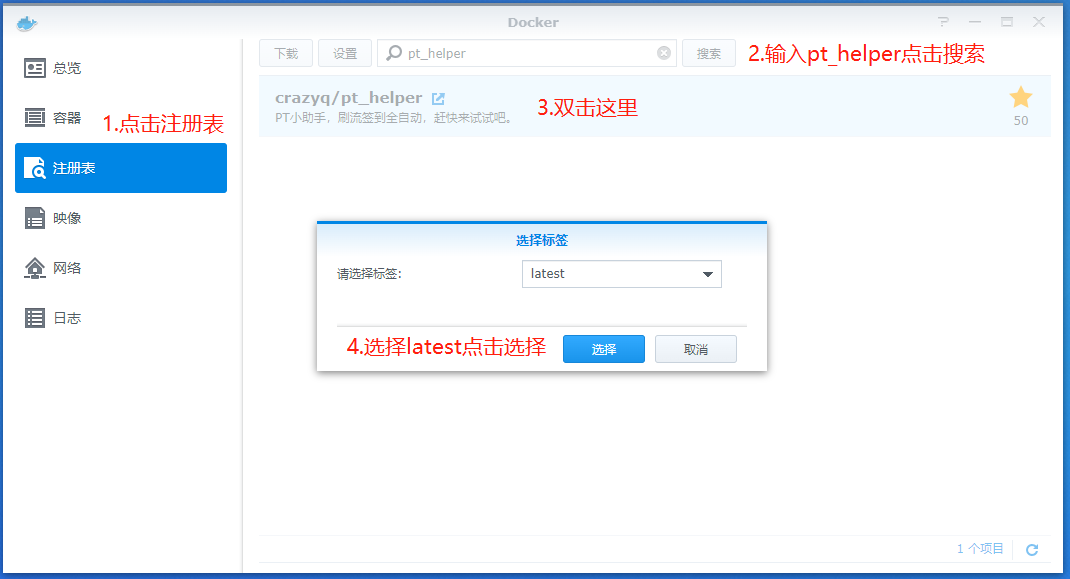 Docker
总览
容器
1.点击注册表
注册表
映像
网络
日志
下载
设置
pt_helper
搜索
2.输入pt_helper点击搜索
crazyq/pt_helper
PT小助手，刷流签到全自动，赶快来试试吧。
3.双击这里
50
选择标签
请选择标签:
latest
4.选择latest点击选择
选择
取消
1 个项目